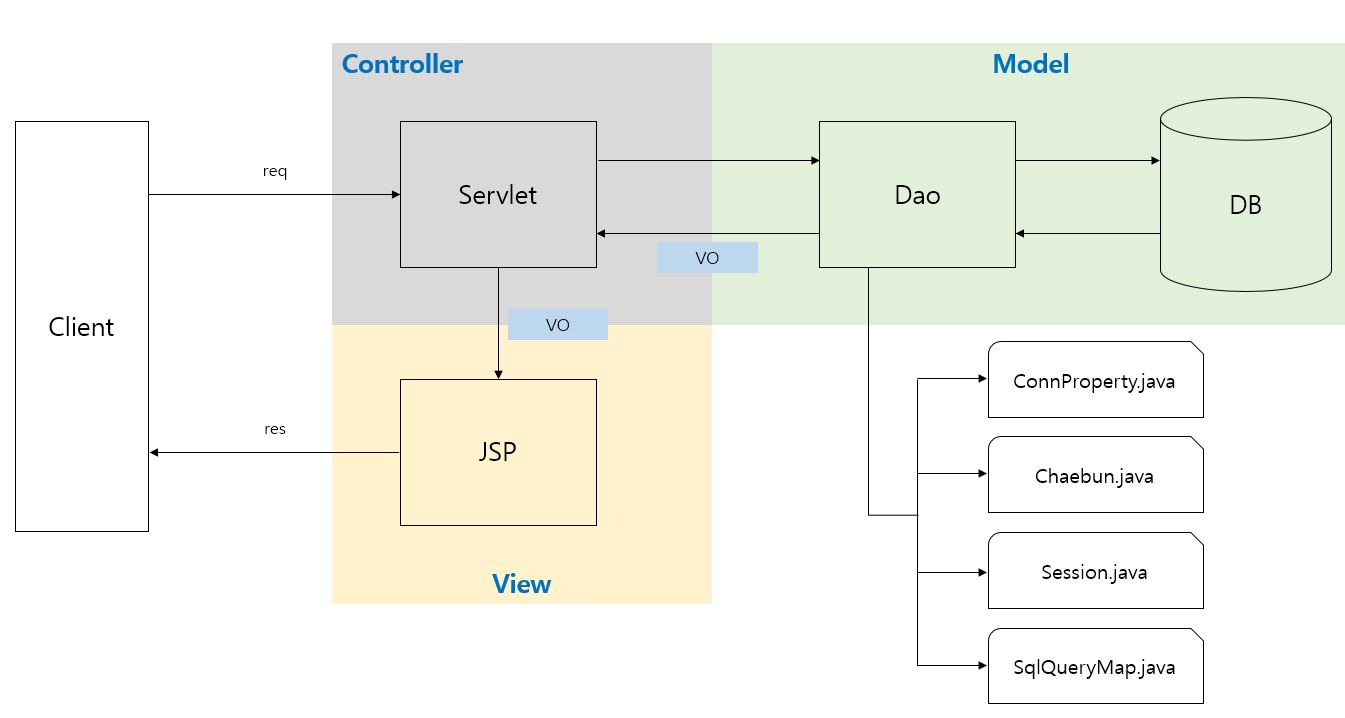 Controller
Model
Client
req
Servlet
Dao
DB
VO
VO
res
JSP
View
ConnProperty.java
Chaebun.java
Session.java
SqlQueryMap.java